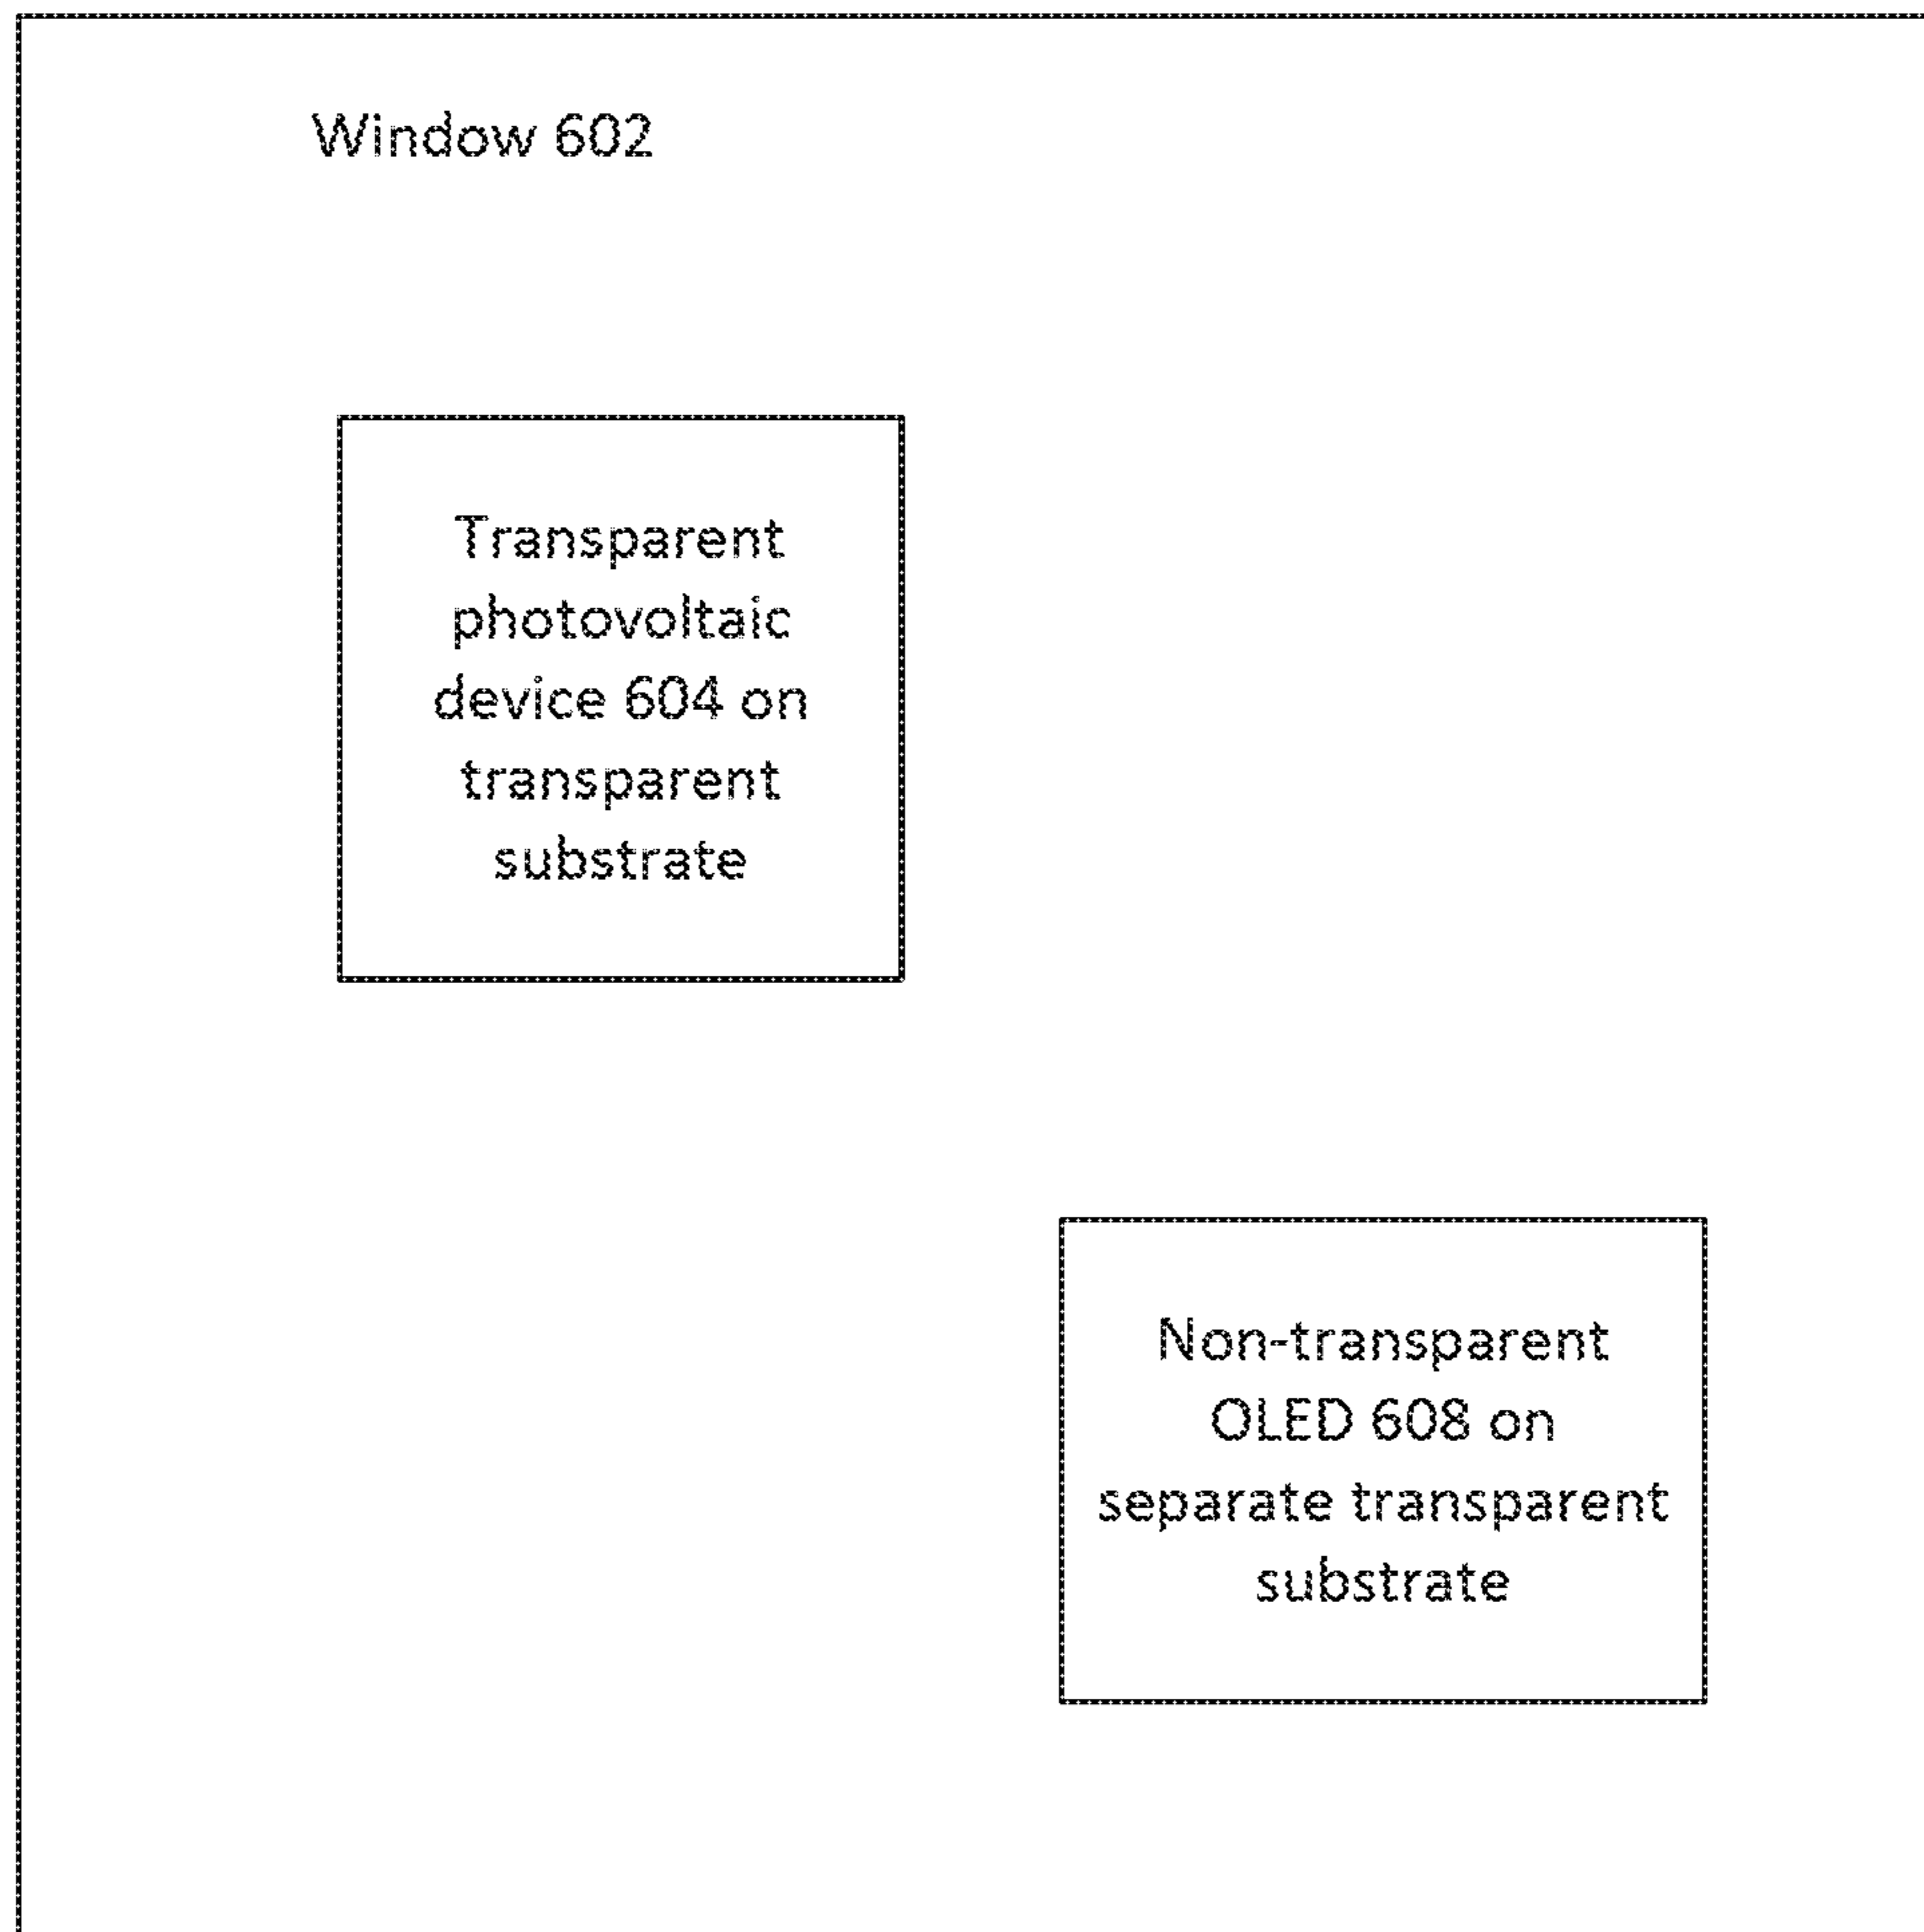 Window 602
Transparent
photovoltaic
device 604 on
transparent
substrate
Non-transparent
OLED 608 on
separate transparent
substrate